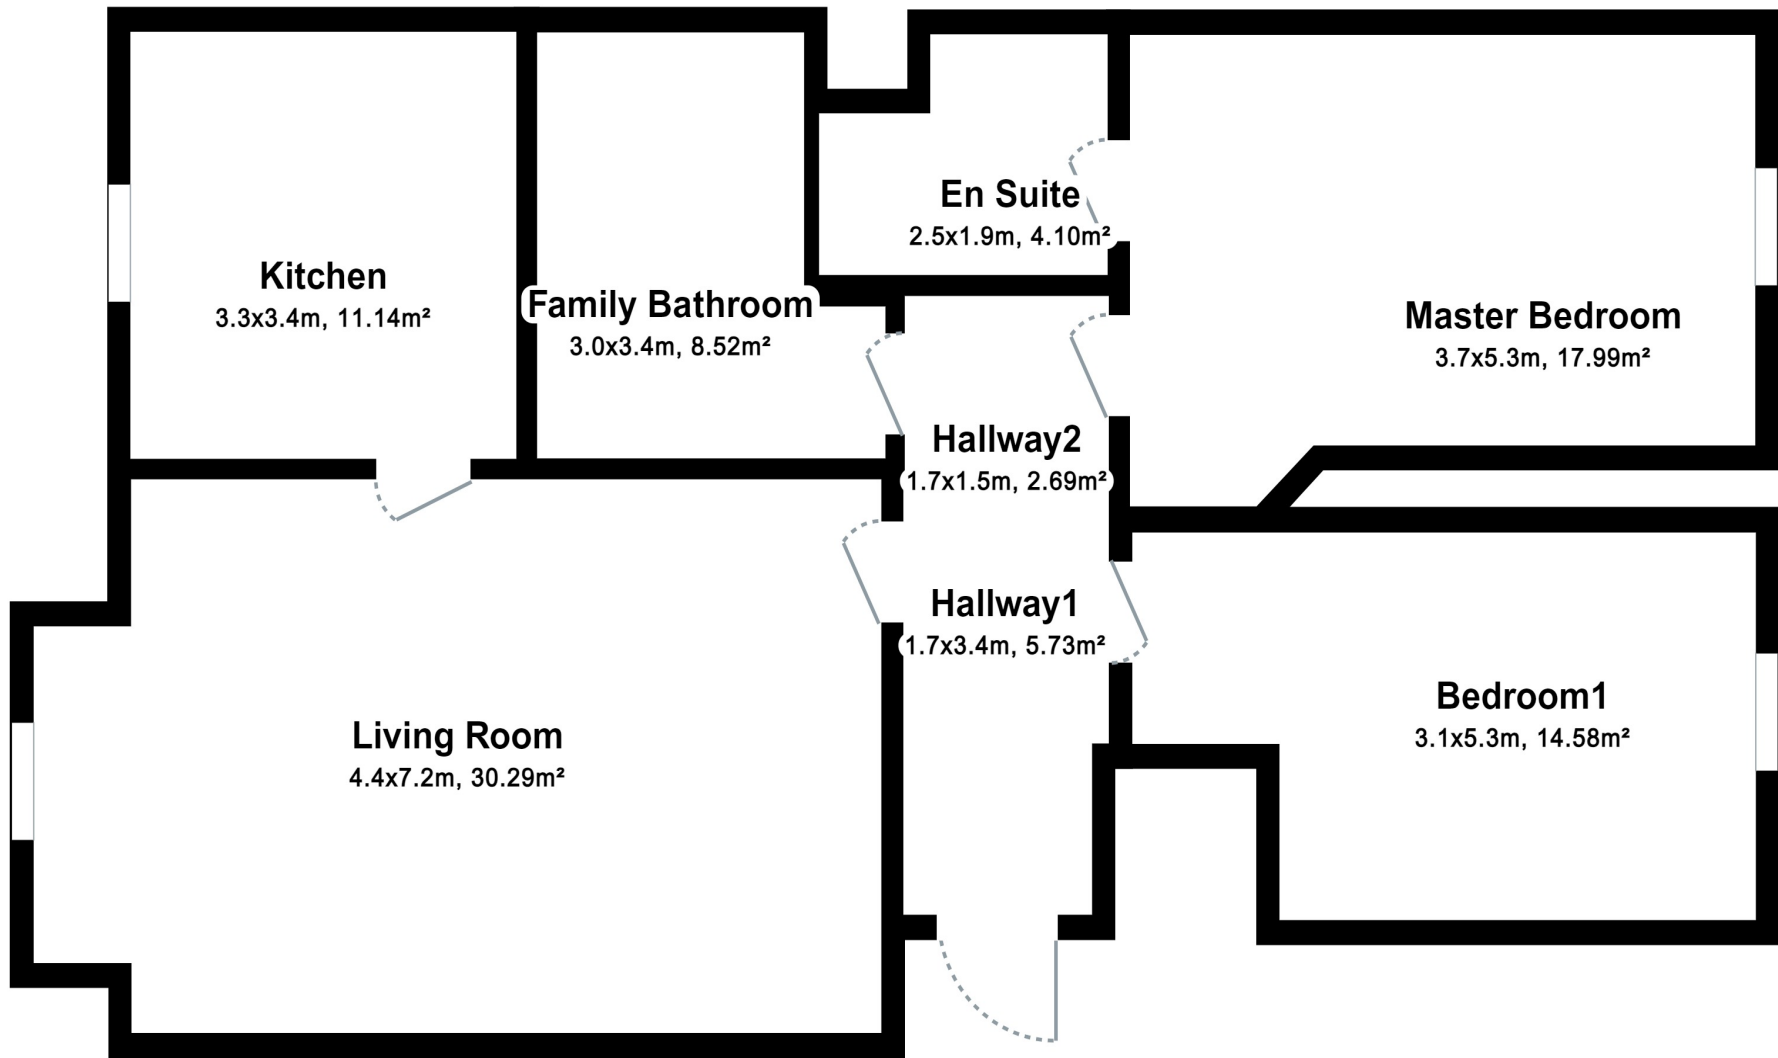 Kitchen
3.3x3.4m, 11.14m²
Family Bathroom
3.0x3.4m, 8.52m²
En Suite
2.5x1.9m, 4.10m²
Master Bedroom
3.7x5.3m, 17.99m²
Hallway2
1.7x1.5m, 2.69m²
Hallway1
1.7x3.4m, 5.73m²
Living Room
4.4x7.2m, 30.29m²
Bedroom1
3.1x5.3m, 14.58m²